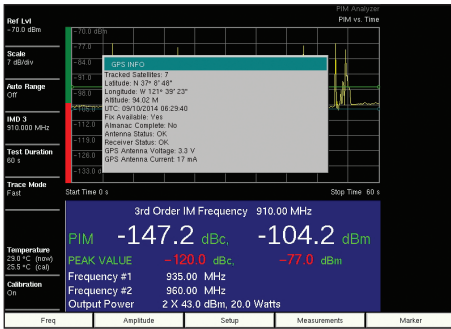 PIM Analyzer
Ref Lvl
-70.0 dBm
PIM vs. Time
-70.0 dBm
-77.0
Scale
7 dB/div
-84.0
-91.0
Auto Range
Off
-98.0
IMD 3
910.000 MHz
-112.0
-119.0
Test Duration
60 s
-126.0
-133.0
GPS INFO
Tracked Satellites: 7
Latitude: N 37° 8' 48"
Longitude: W 121° 39' 23"
Altitude: 94.02 M
UTC: 09/10/2014 06:29:40
Fix Available: Yes
Almanac Complete: No
Antenna Status: OK
Receiver Status: OK
GPS Antenna Voltage: 3.3 V
GPS Antenna Current: 17 mA
Trace Mode
Fast
Start Time 0 s
Stop Time 60 s
3rd Order IM Frequency 910.00 MHz
PIM -147.2 dBc, -104.2 dBm
PEAK VALUE -120.0 dBc, -77.0 dBm
Frequency #1 935.00 MHz
Frequency #2 960.00 MHz
Output Power 2 X 43.0 dBm, 20.0 Watts
Temperature
29.0 °C (now)
25.5 °C (cal)
Calibration
On
Freq
Amplitude
Setup
Measurements
Marker